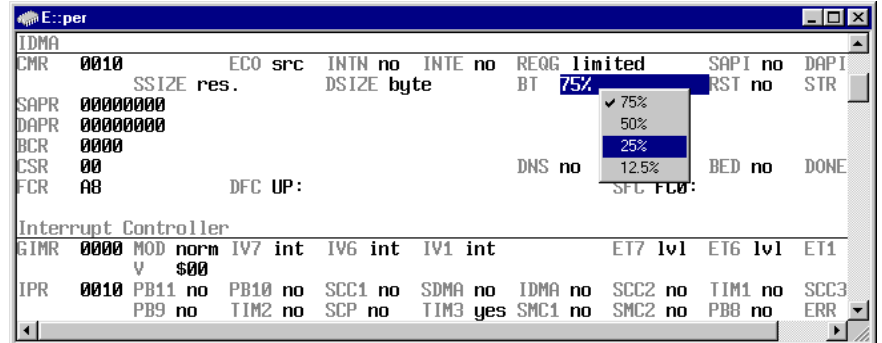 E::per
IDMA
CMR 0010 ECO src INTN no INTE no REQG limited SAPI no DAPI
SSIZE res. DSIZE byte BT 75% RST no STR
✓ 75%
50%
25%
12.5%
SAPR 00000000
DAPR 00000000
BCR 0000
CSR 00 DNS no BED no DONE
FCR A8 DFC UP: SFC FC0:
Interrupt Controller
GIMR 0000 MOD norm IV7 int IV6 int IV1 int ET7 lvl ET6 lvl ET1
V $00
IPR 0010 PB11 no PB10 no SCC1 no SDMA no IDMA no SCC2 no TIM1 no SCC3
PB9 no TIM2 no SCP no TIM3 yes SMC1 no SMC2 no PB8 no ERR